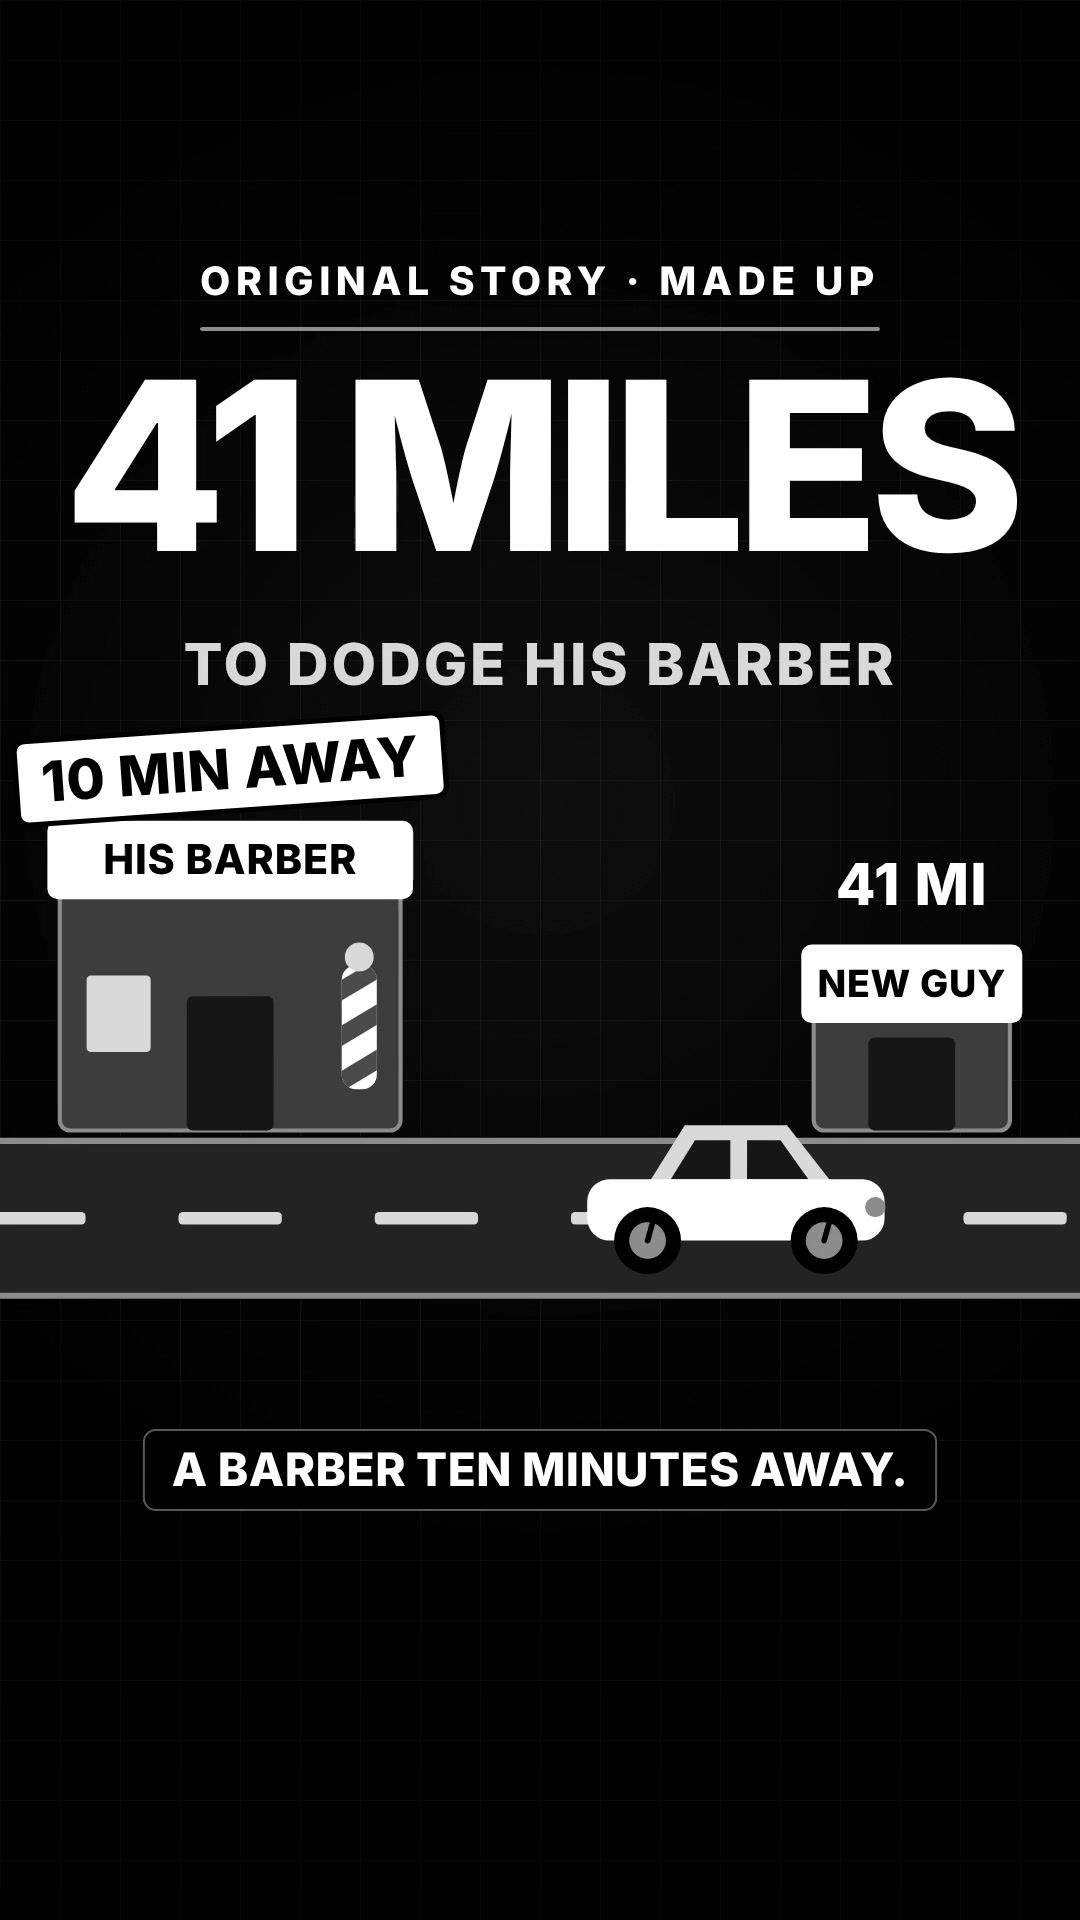 ORIGINAL STORY · MADE UP
41 MILES
TO DODGE HIS BARBER
10 MIN AWAY
HIS BARBER
41 MI
NEW GUY
A BARBER TEN MINUTES AWAY.